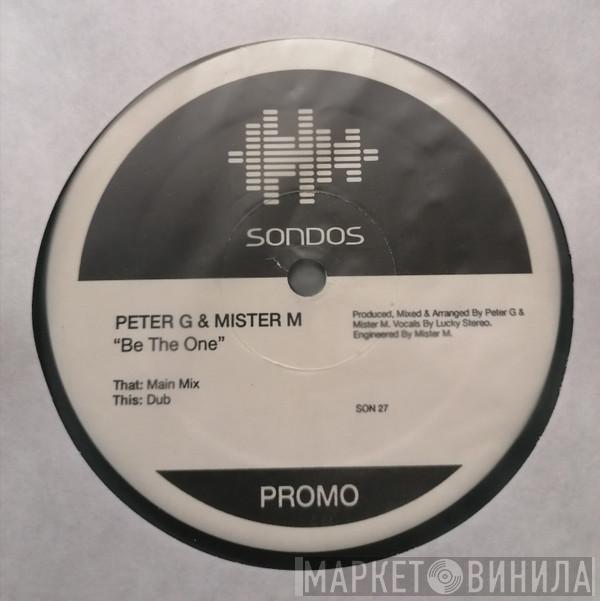 SONDOS
PETER G & MISTER M
“Be The One”
Produced, Mixed & Arranged By Peter G &
Mister M. Vocals By Lucky Stereo.
Engineered By Mister M.
That: Main Mix
This: Dub
SON 27
PROMO
МАРКЕТ ВИНИЛА